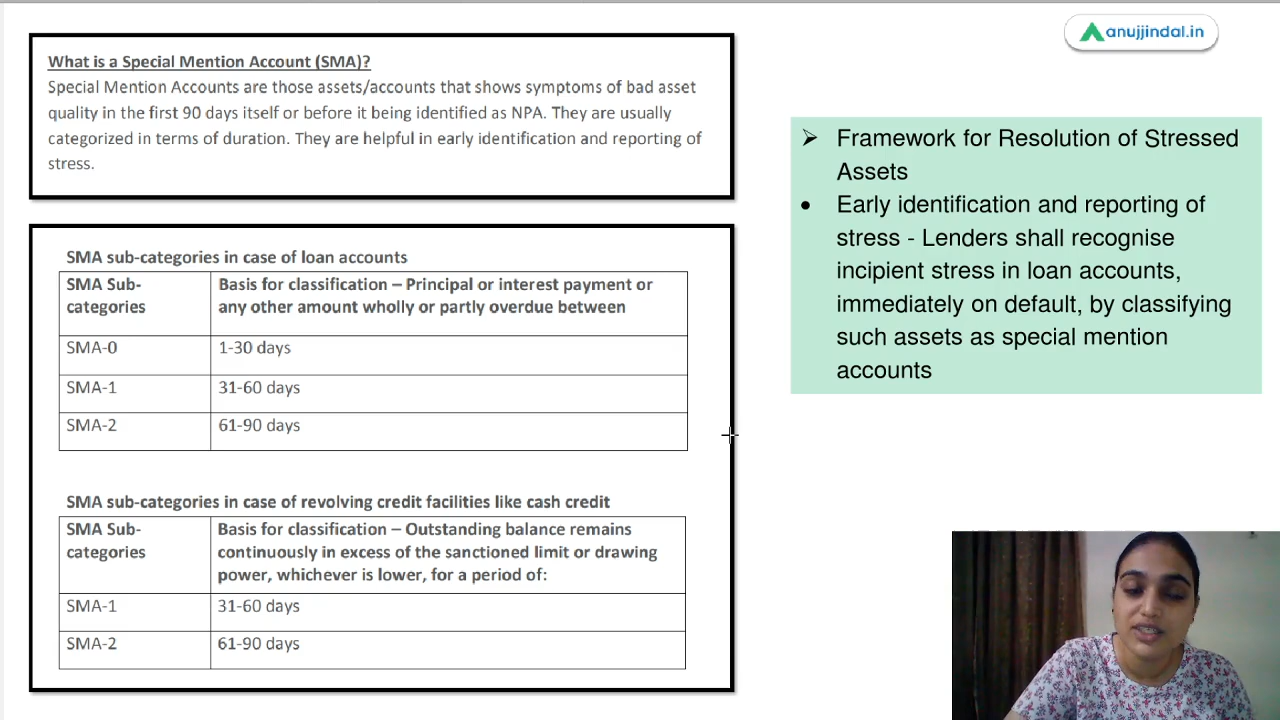 anujjindal.in
What is a Special Mention Account (SMA)?
Special Mention Accounts are those assets/accounts that shows symptoms of bad asset
quality in the first 90 days itself or before it being identified as NPA. They are usually
categorized in terms of duration. They are helpful in early identification and reporting of
stress.
SMA sub-categories in case of loan accounts
SMA Sub-
categories
Basis for classification – Principal or interest payment or
any other amount wholly or partly overdue between
SMA-0
1-30 days
SMA-1
31-60 days
SMA-2
61-90 days
SMA sub-categories in case of revolving credit facilities like cash credit
SMA Sub-
categories
Basis for classification – Outstanding balance remains
continuously in excess of the sanctioned limit or drawing
power, whichever is lower, for a period of:
SMA-1
31-60 days
SMA-2
61-90 days
➢ Framework for Resolution of Stressed
Assets
• Early identification and reporting of
stress - Lenders shall recognise
incipient stress in loan accounts,
immediately on default, by classifying
such assets as special mention
accounts